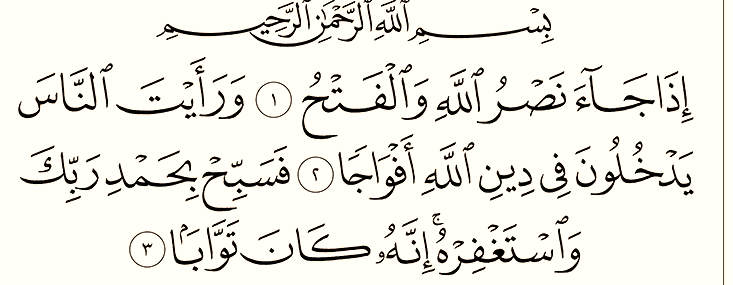 بِسْمِ ٱللَّهِ ٱلرَّحْمَٰنِ ٱلرَّحِيمِ
إِذَا جَآءَ نَصْرُ ٱللَّهِ وَٱلْفَتْحُ ١ وَرَأَيْتَ ٱلنَّاسَ
يَدْخُلُونَ فِى دِينِ ٱللَّهِ أَفْوَاجًا ٢ فَسَبِّحْ بِحَمْدِ رَبِّكَ
وَٱسْتَغْفِرْهُ ۚ إِنَّهُۥ كَانَ تَوَّابًۢا ٣